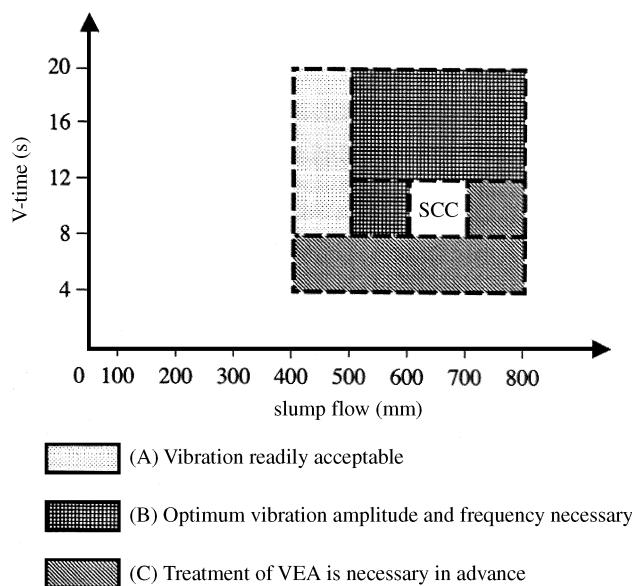 20
16
V-time (s)
12
SCC
8
4
0 100 200 300 400 500 600 700 800
slump flow (mm)
(A) Vibration readily acceptable
(B) Optimum vibration amplitude and frequency necessary
(C) Treatment of VEA is necessary in advance